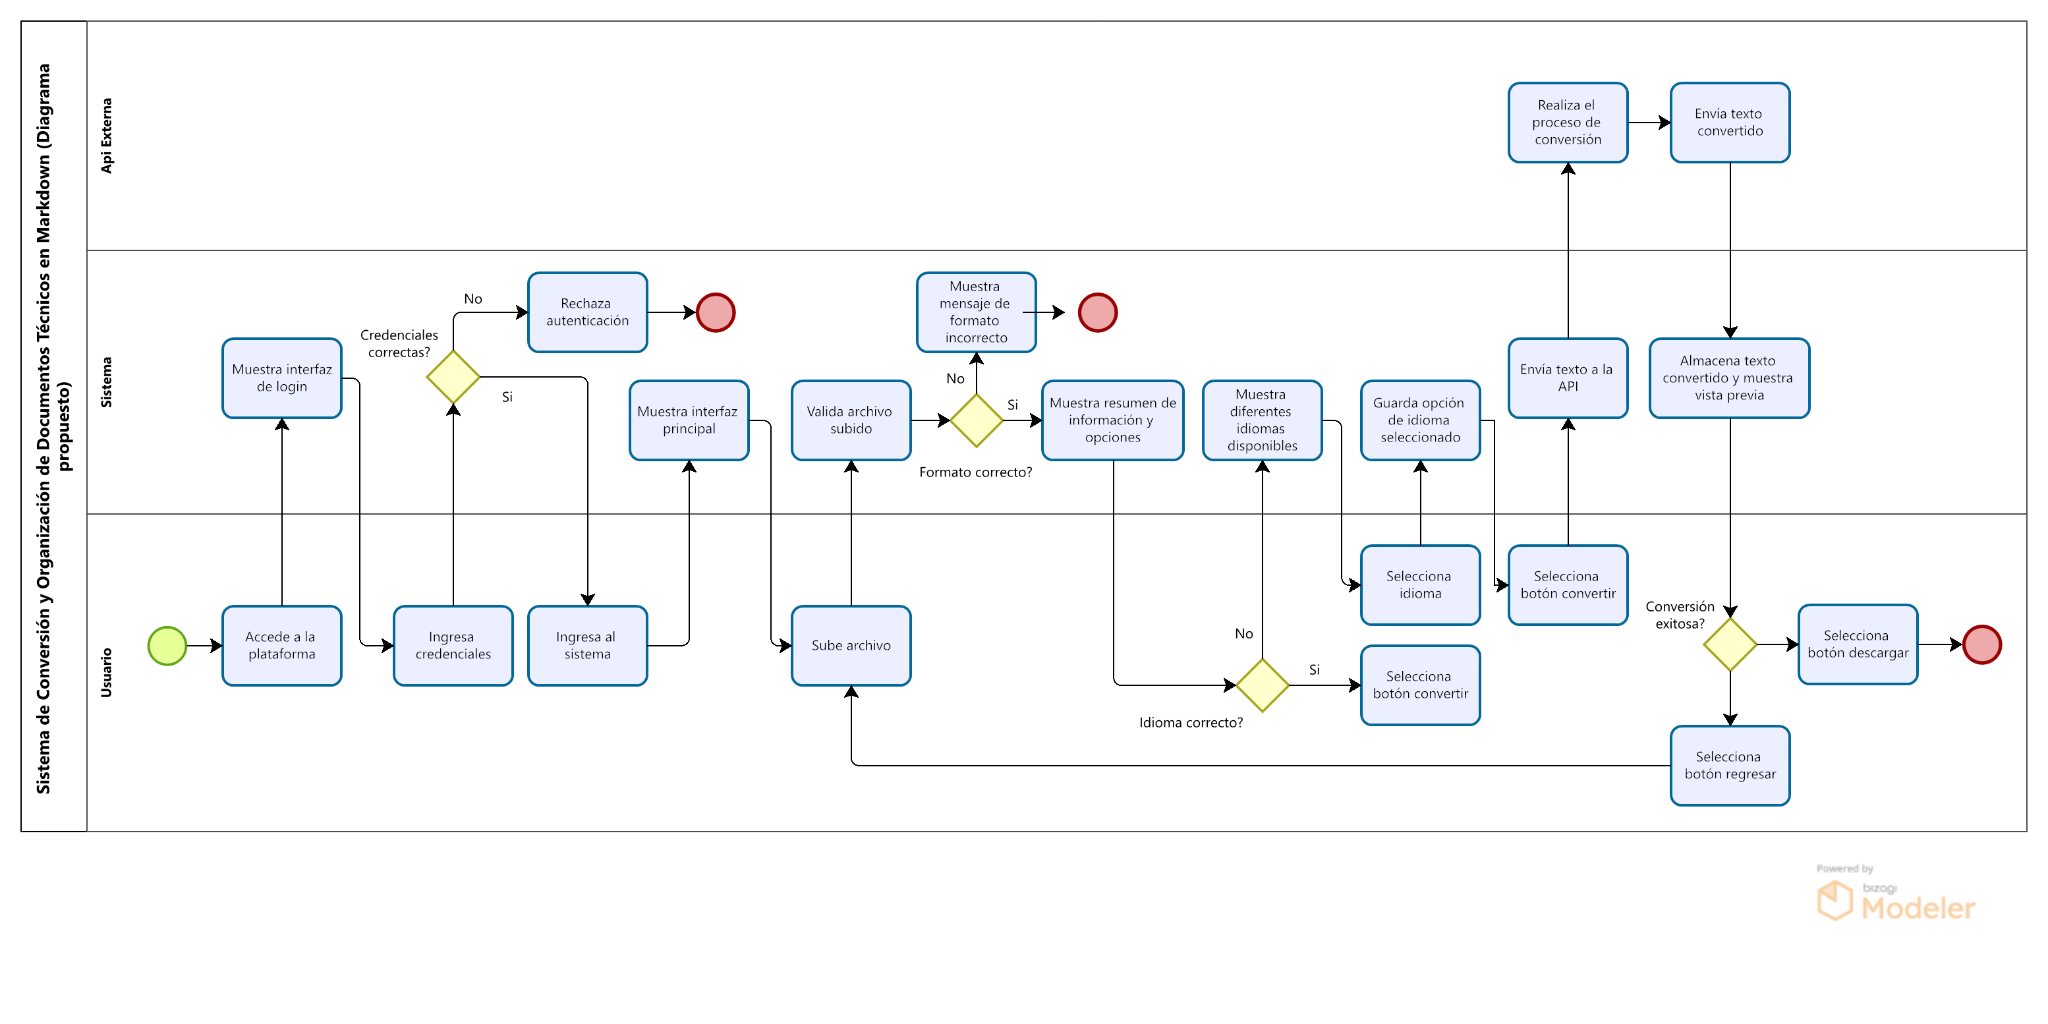 Sistema de Conversión y Organización de Documentos Técnicos en Markdown (Diagrama
propuesto)
Api Externa
Realiza el
proceso de
conversión
Envía texto
convertido
Sistema
Muestra interfaz
de login
Credenciales
correctas?
No
Si
Rechaza
autenticación
Muestra interfaz
principal
Valida archivo
subido
Muestra
mensaje de
formato
incorrecto
No
Si
Formato correcto?
Muestra resumen de
información y
opciones
Muestra
diferentes
idiomas
disponibles
Guarda opción
de idioma
seleccionado
Envía texto a la
API
Almacena texto
convertido y muestra
vista previa
Usuario
Accede a la
plataforma
Ingresa
credenciales
Ingresa al
sistema
Sube archivo
No
Si
Idioma correcto?
Selecciona
idioma
Selecciona
botón convertir
Selecciona
botón convertir
Conversión
exitosa?
Selecciona
botón descargar
Selecciona
botón regresar
Powered by
bizagi
Modeler